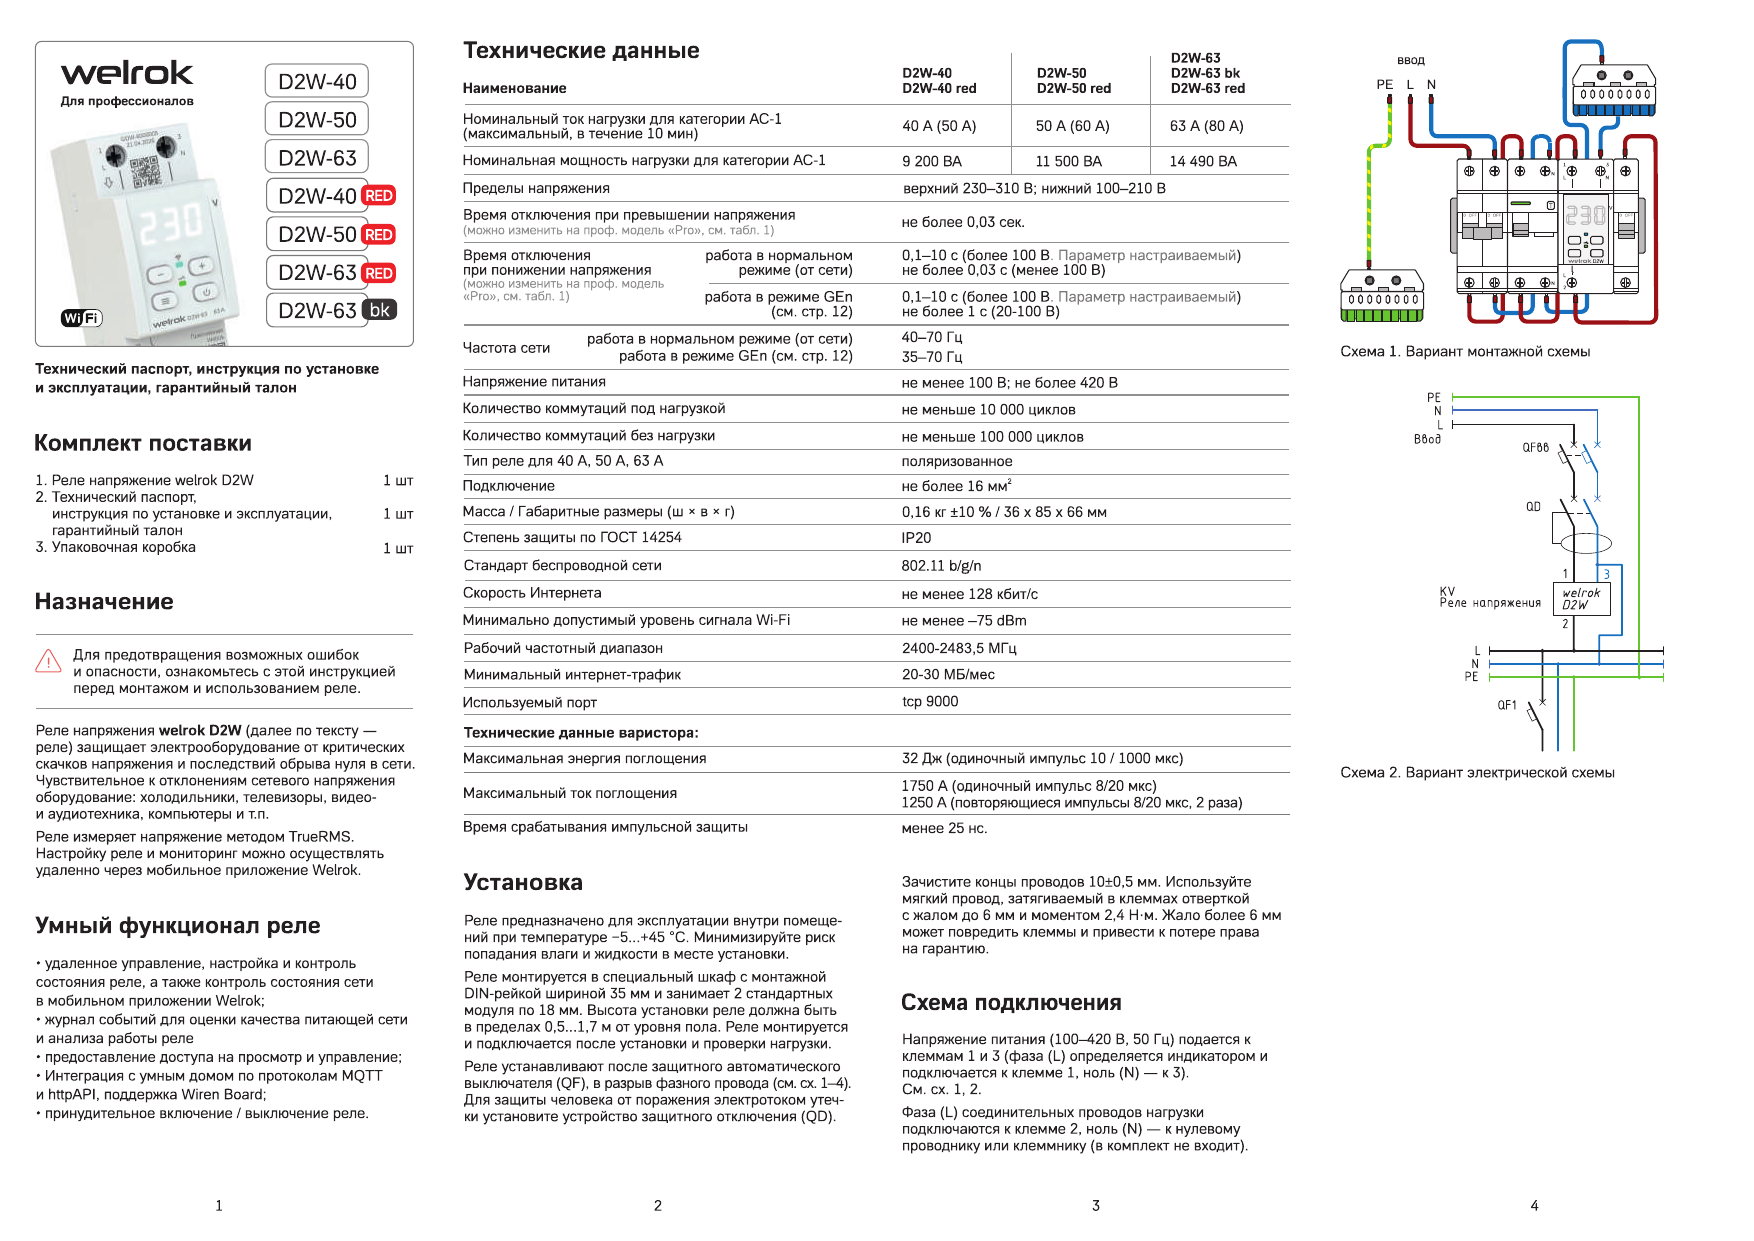 welrok
Для профессионалов
D2W-40
D2W-50
D2W-63
D2W-40 RED
D2W-50 RED
D2W-63 RED
D2W-63 bk
Wi Fi
230
V
welrok D2W-63 63A
Технический паспорт, инструкция по установке
и эксплуатации, гарантийный талон
Комплект поставки
1. Реле напряжение welrok D2W 1 шт
2. Технический паспорт,
инструкция по установке и эксплуатации, 1 шт
гарантийный талон
3. Упаковочная коробка 1 шт
Назначение
Для предотвращения возможных ошибок
и опасности, ознакомьтесь с этой инструкцией
перед монтажом и использованием реле.
Реле напряжения welrok D2W (далее по тексту —
реле) защищает электрооборудование от критических
скачков напряжения и последствий обрыва нуля в сети.
Чувствительное к отклонениям сетевого напряжения
оборудование: холодильники, телевизоры, видео-
и аудиотехника, компьютеры и т.п.
Реле измеряет напряжение методом TrueRMS.
Настройку реле и мониторинг можно осуществлять
удаленно через мобильное приложение Welrok.
Умный функционал реле
• удаленное управление, настройка и контроль
состояния реле, а также контроль состояния сети
в мобильном приложении Welrok;
• журнал событий для оценки качества питающей сети
и анализа работы реле
• предоставление доступа на просмотр и управление;
• Интеграция с умным домом по протоколам MQTT
и httpAPI, поддержка Wiren Board;
• принудительное включение / выключение реле.
1
Технические данные
Наименование
D2W-40
D2W-40 red
D2W-50
D2W-50 red
D2W-63
D2W-63 bk
D2W-63 red
Номинальный ток нагрузки для категории АС-1
(максимальный, в течение 10 мин)
40 А (50 А) 50 А (60 А) 63 А (80 А)
Номинальная мощность нагрузки для категории АС-1 9 200 ВА 11 500 ВА 14 490 ВА
Пределы напряжения верхний 230–310 В; нижний 100–210 В
Время отключения при превышении напряжения
(можно изменить на проф. модель «Pro», см. табл. 1)
не более 0,03 сек.
Время отключения
при понижении напряжения
(можно изменить на проф. модель
«Pro», см. табл. 1)
работа в нормальном
режиме (от сети)
0,1–10 с (более 100 В. Параметр настраиваемый)
не более 0,03 с (менее 100 В)
работа в режиме GEn
(см. стр. 12)
0,1–10 с (более 100 В. Параметр настраиваемый)
не более 1 с (20-100 В)
Частота сети
работа в нормальном режиме (от сети) 40–70 Гц
работа в режиме GEn (см. стр. 12) 35–70 Гц
Напряжение питания не менее 100 В; не более 420 В
Количество коммутаций под нагрузкой не меньше 10 000 циклов
Количество коммутаций без нагрузки не меньше 100 000 циклов
Тип реле для 40 А, 50 А, 63 А поляризованное
Подключение не более 16 мм²
Масса / Габаритные размеры (ш × в × г) 0,16 кг ±10 % / 36 x 85 x 66 мм
Степень защиты по ГОСТ 14254 IP20
Стандарт беспроводной сети 802.11 b/g/n
Скорость Интернета не менее 128 кбит/с
Минимально допустимый уровень сигнала Wi-Fi не менее –75 dBm
Рабочий частотный диапазон 2400-2483,5 МГц
Минимальный интернет-трафик 20-30 МБ/мес
Используемый порт tcp 9000
Технические данные варистора:
Максимальная энергия поглощения 32 Дж (одиночный импульс 10 / 1000 мкс)
Максимальный ток поглощения
1750 А (одиночный импульс 8/20 мкс)
1250 А (повторяющиеся импульсы 8/20 мкс, 2 раза)
Время срабатывания импульсной защиты менее 25 нс.
Установка
Реле предназначено для эксплуатации внутри помеще-
ний при температуре −5...+45 °C. Минимизируйте риск
попадания влаги и жидкости в месте установки.
Реле монтируется в специальный шкаф с монтажной
DIN-рейкой шириной 35 мм и занимает 2 стандартных
модуля по 18 мм. Высота установки реле должна быть
в пределах 0,5...1,7 м от уровня пола. Реле монтируется
и подключается после установки и проверки нагрузки.
Реле устанавливают после защитного автоматического
выключателя (QF), в разрыв фазного провода (см. сх. 1–4).
Для защиты человека от поражения электротоком утеч-
ки установите устройство защитного отключения (QD).
2
Зачистите концы проводов 10±0,5 мм. Используйте
мягкий провод, затягиваемый в клеммах отверткой
с жалом до 6 мм и моментом 2,4 Н·м. Жало более 6 мм
может повредить клеммы и привести к потере права
на гарантию.
Схема подключения
Напряжение питания (100–420 В, 50 Гц) подается к
клеммам 1 и 3 (фаза (L) определяется индикатором и
подключается к клемме 1, ноль (N) — к 3).
См. сх. 1, 2.
Фаза (L) соединительных проводов нагрузки
подключаются к клемме 2, ноль (N) — к нулевому
проводнику или клеммнику (в комплект не входит).
3
ввод
PE L N
230
welrok D2W
Схема 1. Вариант монтажной схемы
PE
N
L
Ввод
QFвв
QD
1 3
KV
Реле напряжения
welrok
D2W
2
L
N
PE
QF1
Схема 2. Вариант электрической схемы
4